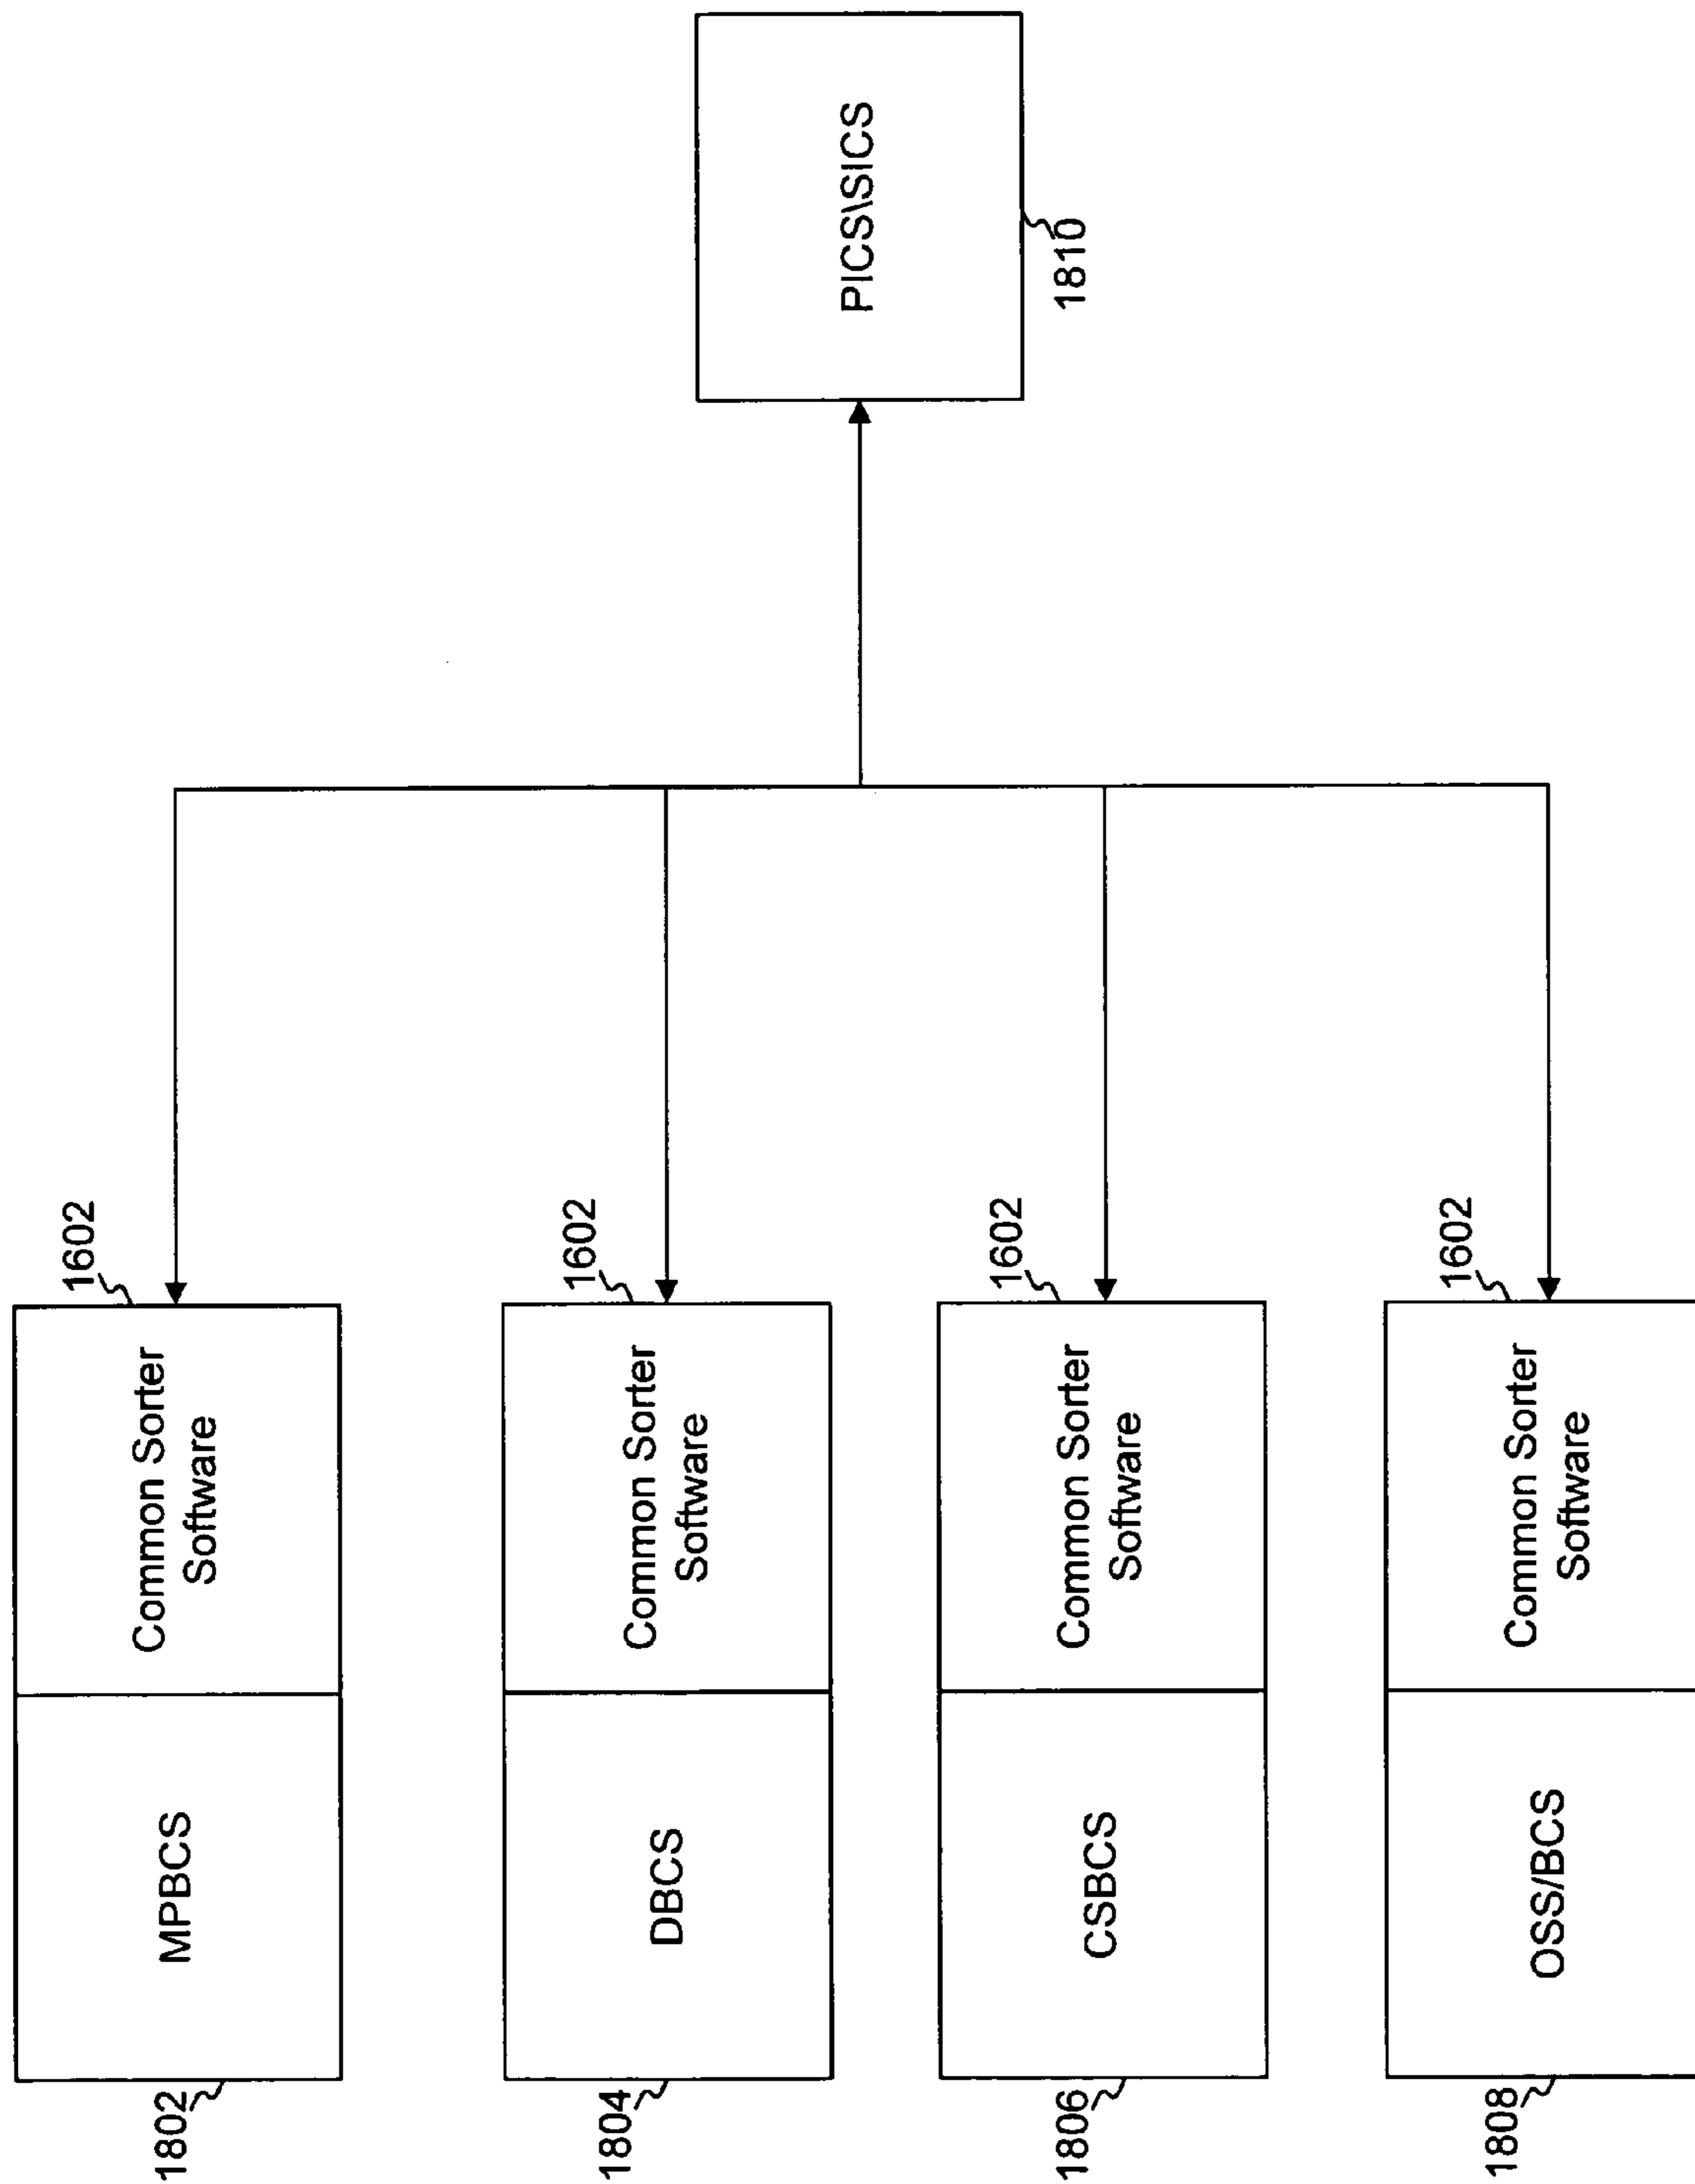 1802
MPBCS
Common Sorter
Software
1602
1804
DBCS
Common Sorter
Software
1602
1806
CSBCS
Common Sorter
Software
1602
1808
OSS/BCS
Common Sorter
Software
1602
PICS\SICS
1810